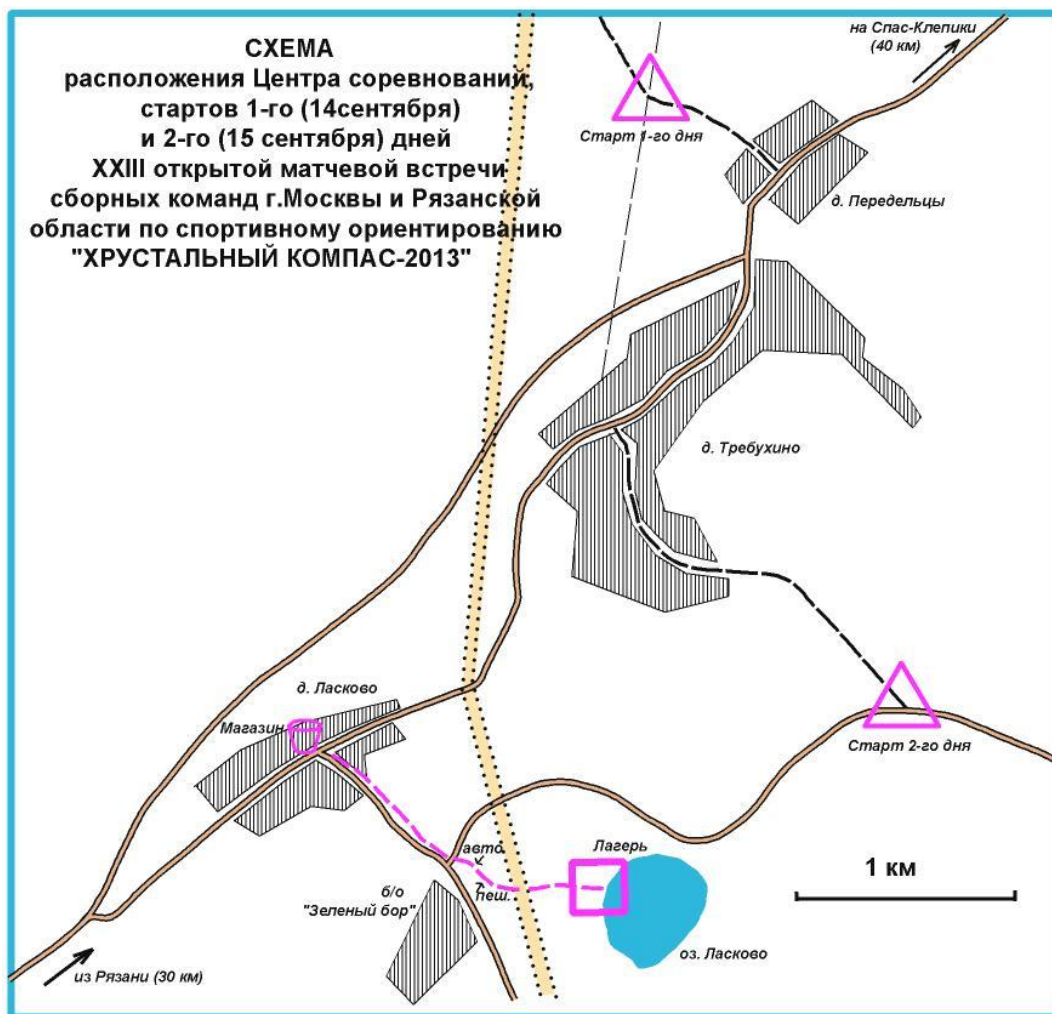 СХЕМА
расположения Центра соревнований,
стартов 1-го (14сентября)
и 2-го (15 сентября) дней
XXIII открытой матчевой встречи
сборных команд г.Москвы и Рязанской
области по спортивному ориентированию
"ХРУСТАЛЬНЫЙ КОМПАС-2013"
на Спас-Клепики
(40 км)
Старт 1-го дня
д. Передельцы
д. Требухино
д. Ласково
Магазин
Старт 2-го дня
авто.
Лагерь
1 км
б/о
"Зеленый бор"
пеш.
оз. Ласково
из Рязани (30 км)